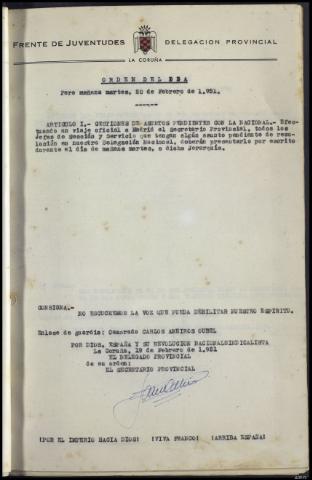 FRENTE DE JUVENTUDES DELEGACION PROVINCIAL
LA CORUÑA
ORDEN DEL DIA
Para mañana martes, 20 de Febrero de 1.951.
ARTICULO I.- CUESTIONES DE ASUNTOS PENDIENTES CON LA NACIONAL.- Efec-
tuando un viaje oficial a Madrid el Secretario Provincial, todos los
Jefes de Sección y Servicio que tengan algún asunto pendiente de reso-
lución en nuestra Delegación Nacional, deberán presentarlo por escrito
durante el dia de mañana martes, a dicha Jerarquía.
CONSIGNA.-
NO ESCUCHEMOS LA VOZ QUE PUEDA DEBILITAR NUESTRO ESPIRITU.
Enlace de guardia: Camarada CARLOS AMEIROS
POR DIOS, ESPAÑA Y SU REVOLUCION NACIONALSINDICALISTA
La Coruña, 19 de Febrero de 1.951
EL DELEGADO PROVINCIAL
de su orden:
EL SECRETARIO PROVINCIAL
¡POR EL IMPERIO HACIA DIOS! ¡VIVA FRANCO! ¡ARRIBA ESPAÑA!